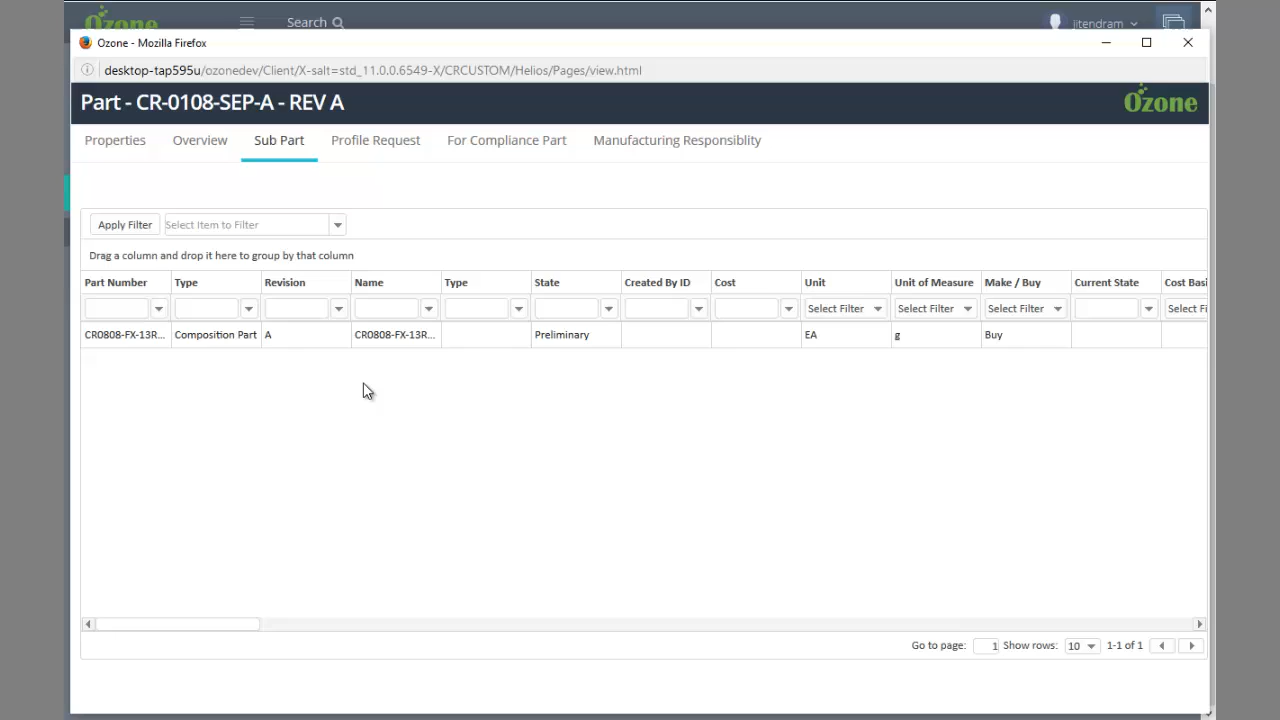 Ozone Search jitendram
Ozone - Mozilla Firefox
desktop-tap595u/ozonedev/Client/X-salt=std_11.0.0.6549-X/CRCUSTOM/Helios/Pages/view.html
Part - CR-0108-SEP-A - REV A Ozone
Properties Overview Sub Part Profile Request For Compliance Part Manufacturing Responsiblity
Apply Filter Select Item to Filter
Drag a column and drop it here to group by that column
Part Number Type Revision Name Type State Created By ID Cost Unit Unit of Measure Make / Buy Current State Cost Basi
Select Filter Select Filter Select Filter Select Fi
CR0808-FX-13R... Composition Part A CR0808-FX-13R... Preliminary EA g Buy
Go to page: 1 Show rows: 10 1-1 of 1